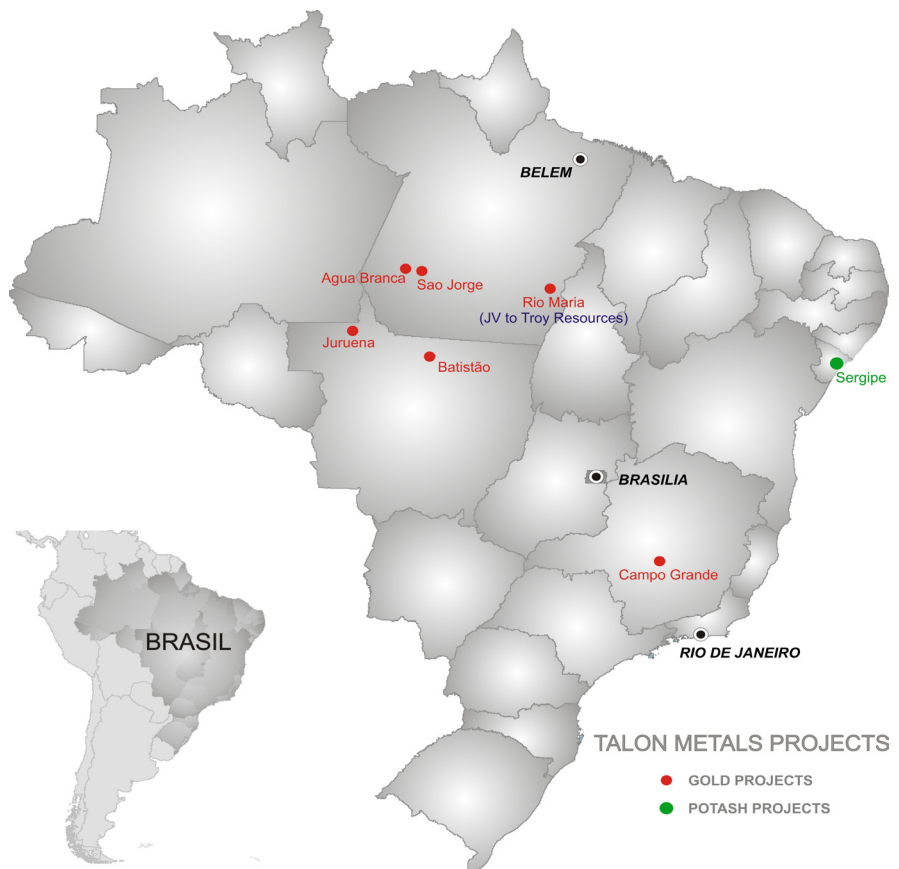 BELEM
Agua Branca
Sao Jorge
Rio Maria
(JV to Troy Resources)
Juruena
Batistão
Sergipe
BRASILIA
Campo Grande
BRASIL
RIO DE JANEIRO
TALON METALS PROJECTS
GOLD PROJECTS
POTASH PROJECTS